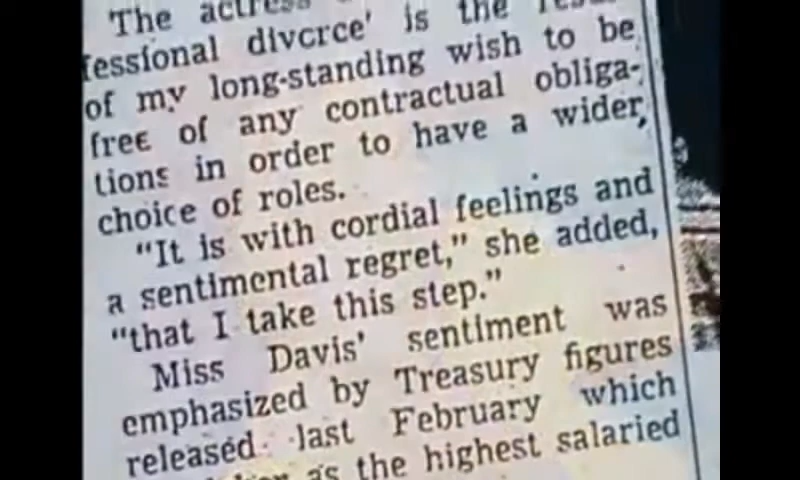 'The actress
fessional divcrce' is the
of my long-standing wish to be
free of any contractual obliga-
tions in order to have a wider,
choice of roles.
"It is with cordial feelings and
a sentimental regret," she added,
"that I take this step."
Miss Davis' sentiment was
emphasized by Treasury figures
released last February which
as the highest salaried